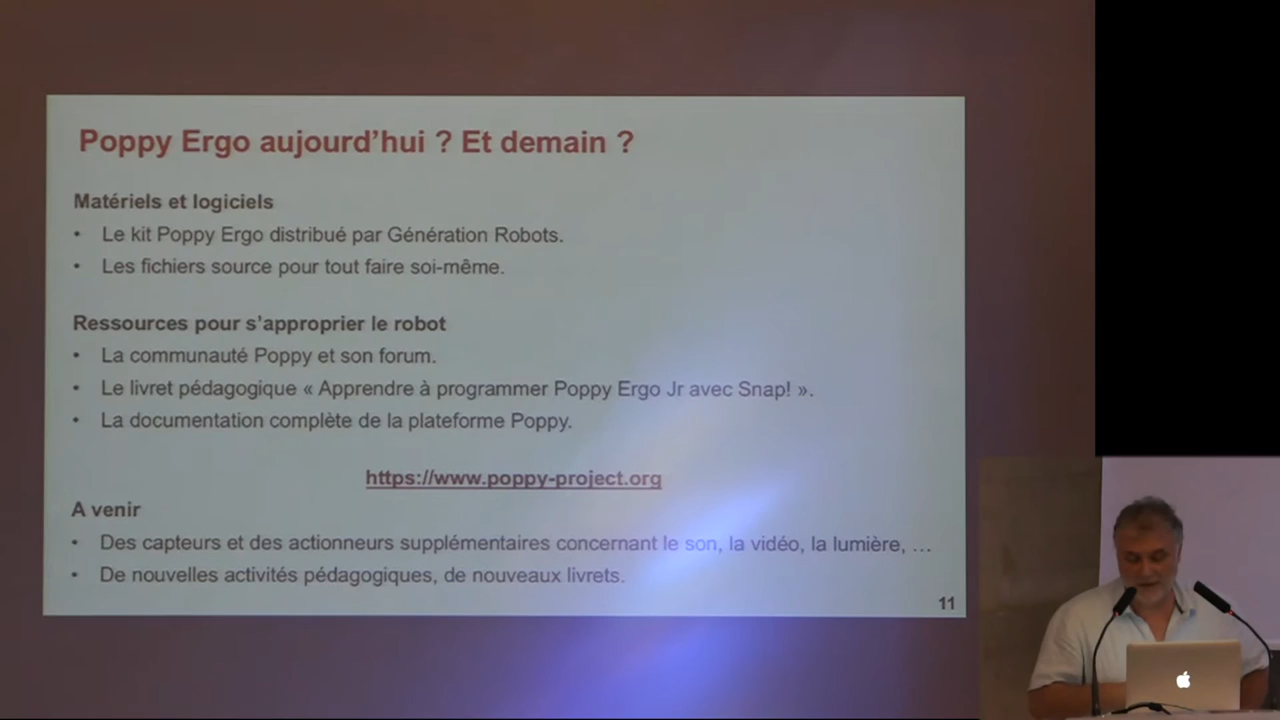 Poppy Ergo aujourd'hui ? Et demain ?
Matériels et logiciels
• Le kit Poppy Ergo distribué par Génération Robots.
• Les fichiers source pour tout faire soi-même.
Ressources pour s'approprier le robot
• La communauté Poppy et son forum.
• Le livret pédagogique « Apprendre à programmer Poppy Ergo Jr avec Snap! ».
• La documentation complète de la plateforme Poppy.
https://www.poppy-project.org
A venir
• Des capteurs et des actionneurs supplémentaires concernant le son, la vidéo, la lumière, …
• De nouvelles activités pédagogiques, de nouveaux livrets.
11